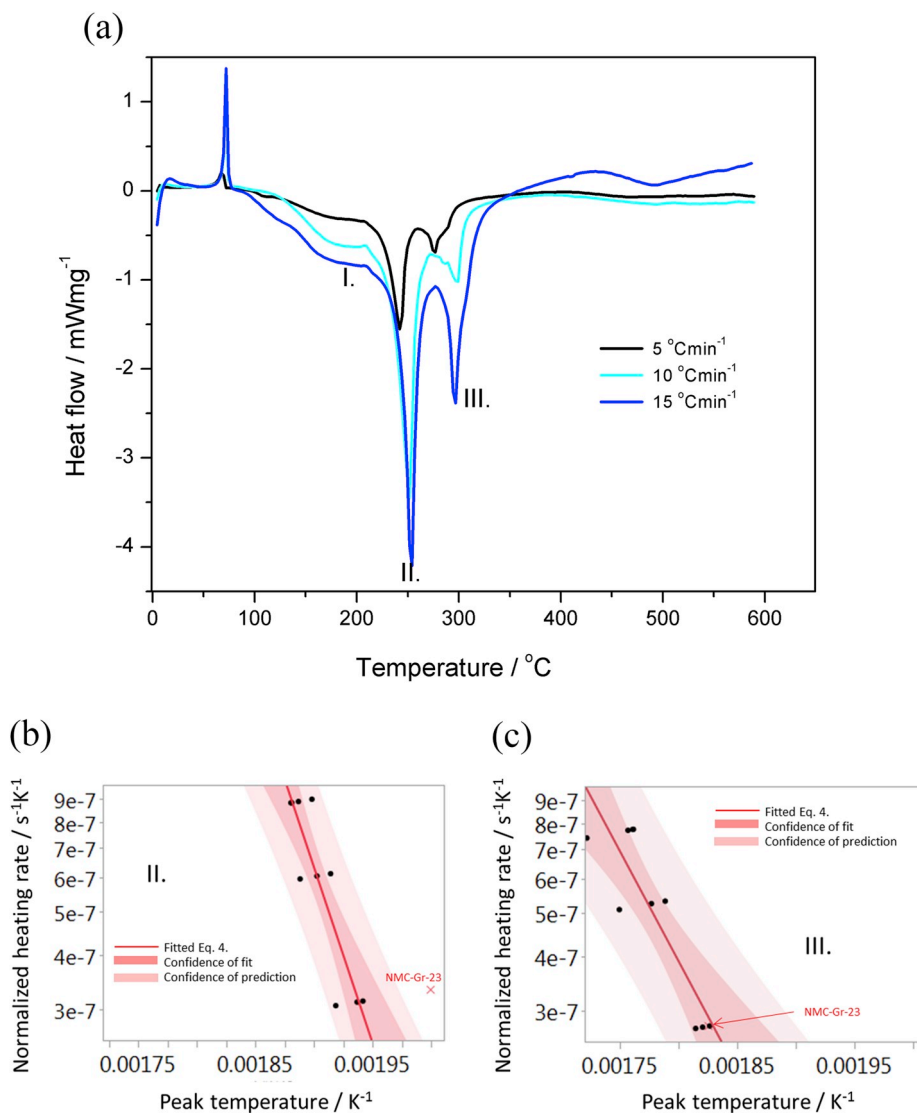 (a)
1
0
-1
-2
-3
-4
Heat flow / mWmg⁻¹
I.
II.
III.
5 °Cmin⁻¹
10 °Cmin⁻¹
15 °Cmin⁻¹
0 100 200 300 400 500 600
Temperature / °C
(b)
Normalized heating rate / s⁻¹K⁻¹
9e-7
8e-7
7e-7
6e-7
5e-7
4e-7
3e-7
II.
Fitted Eq. 4.
Confidence of fit
Confidence of prediction
NMC-Gr-23
0.00175 0.00185 0.00195
Peak temperature / K⁻¹
(c)
Normalized heating rate / s⁻¹K⁻¹
9e-7
8e-7
7e-7
6e-7
5e-7
4e-7
3e-7
Fitted Eq. 4.
Confidence of fit
Confidence of prediction
III.
NMC-Gr-23
0.00175 0.00185 0.00195
Peak temperature / K⁻¹